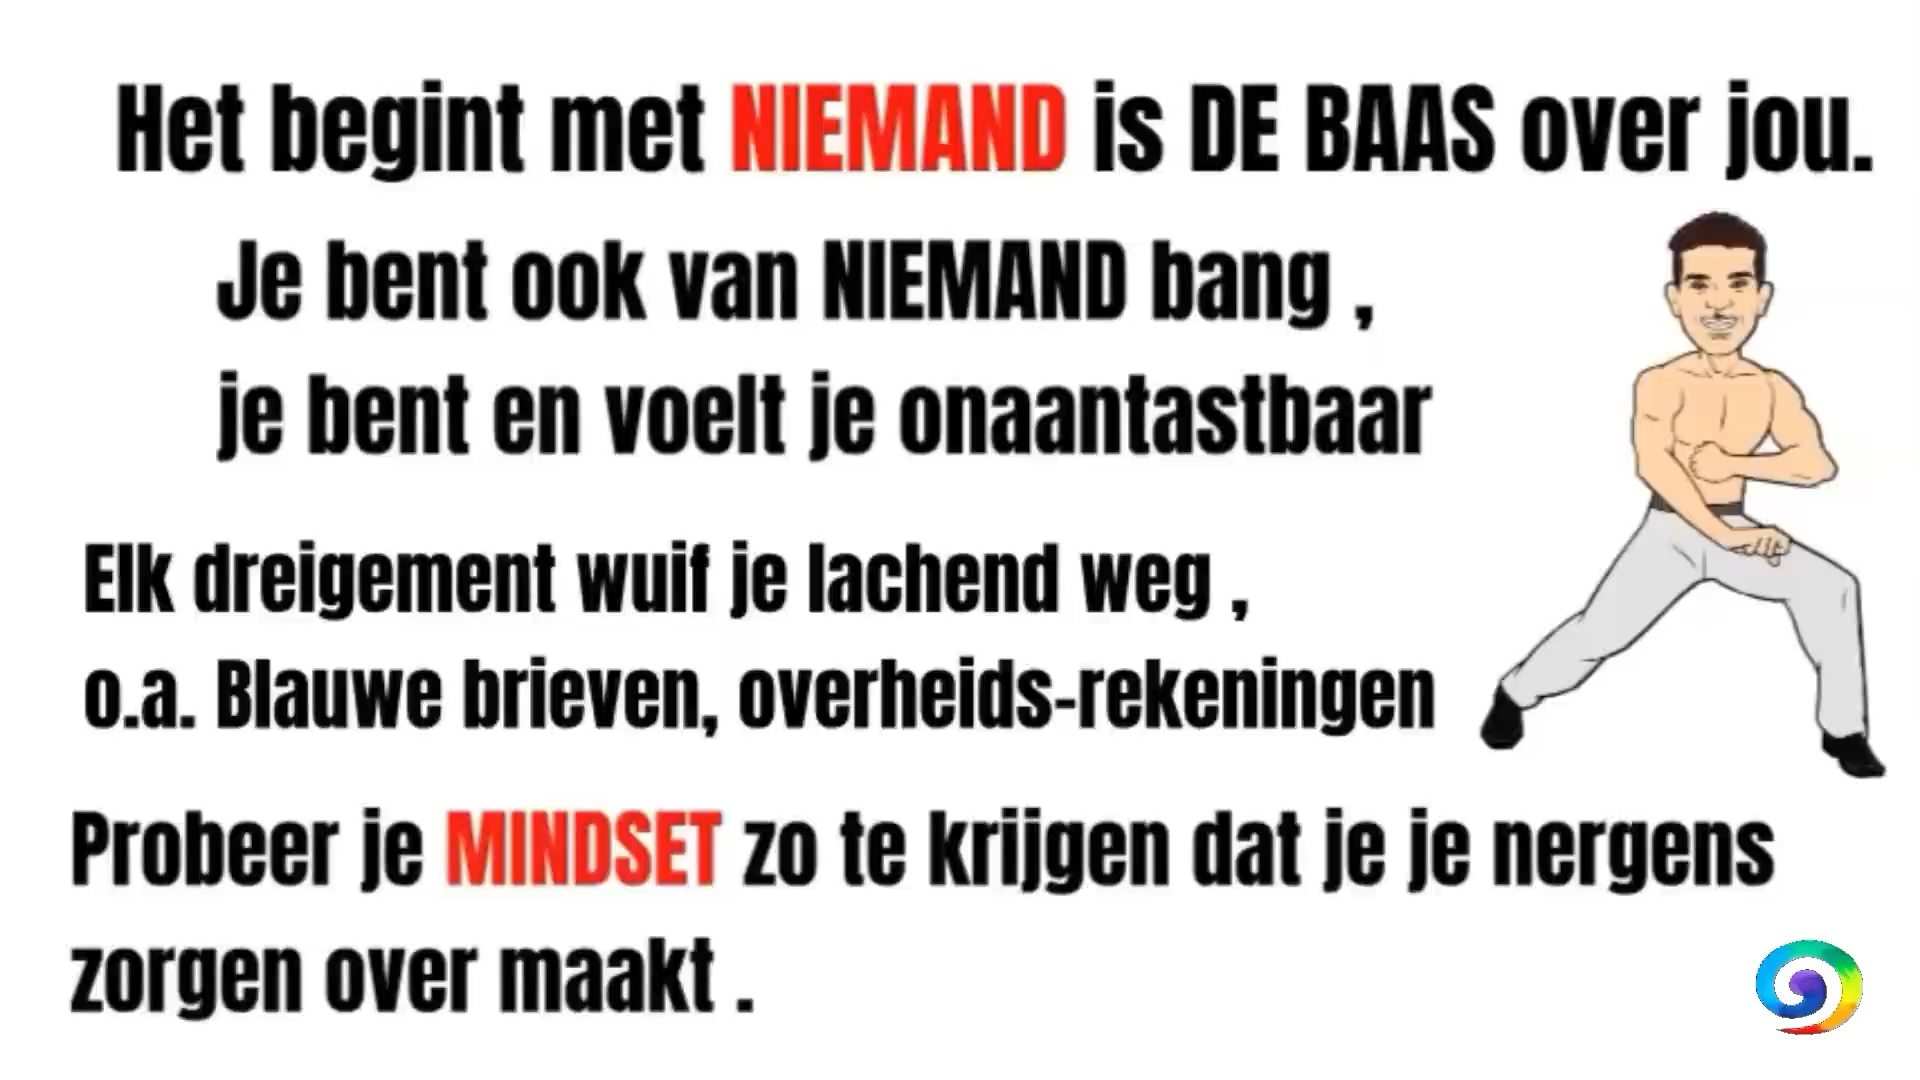 Het begint met NIEMAND is DE BAAS over jou.
Je bent ook van NIEMAND bang ,
je bent en voelt je onaantastbaar
Elk dreigement wuif je lachend weg ,
o.a. Blauwe brieven, overheids-rekeningen
Probeer je MINDSET zo te krijgen dat je je nergens
zorgen over maakt .